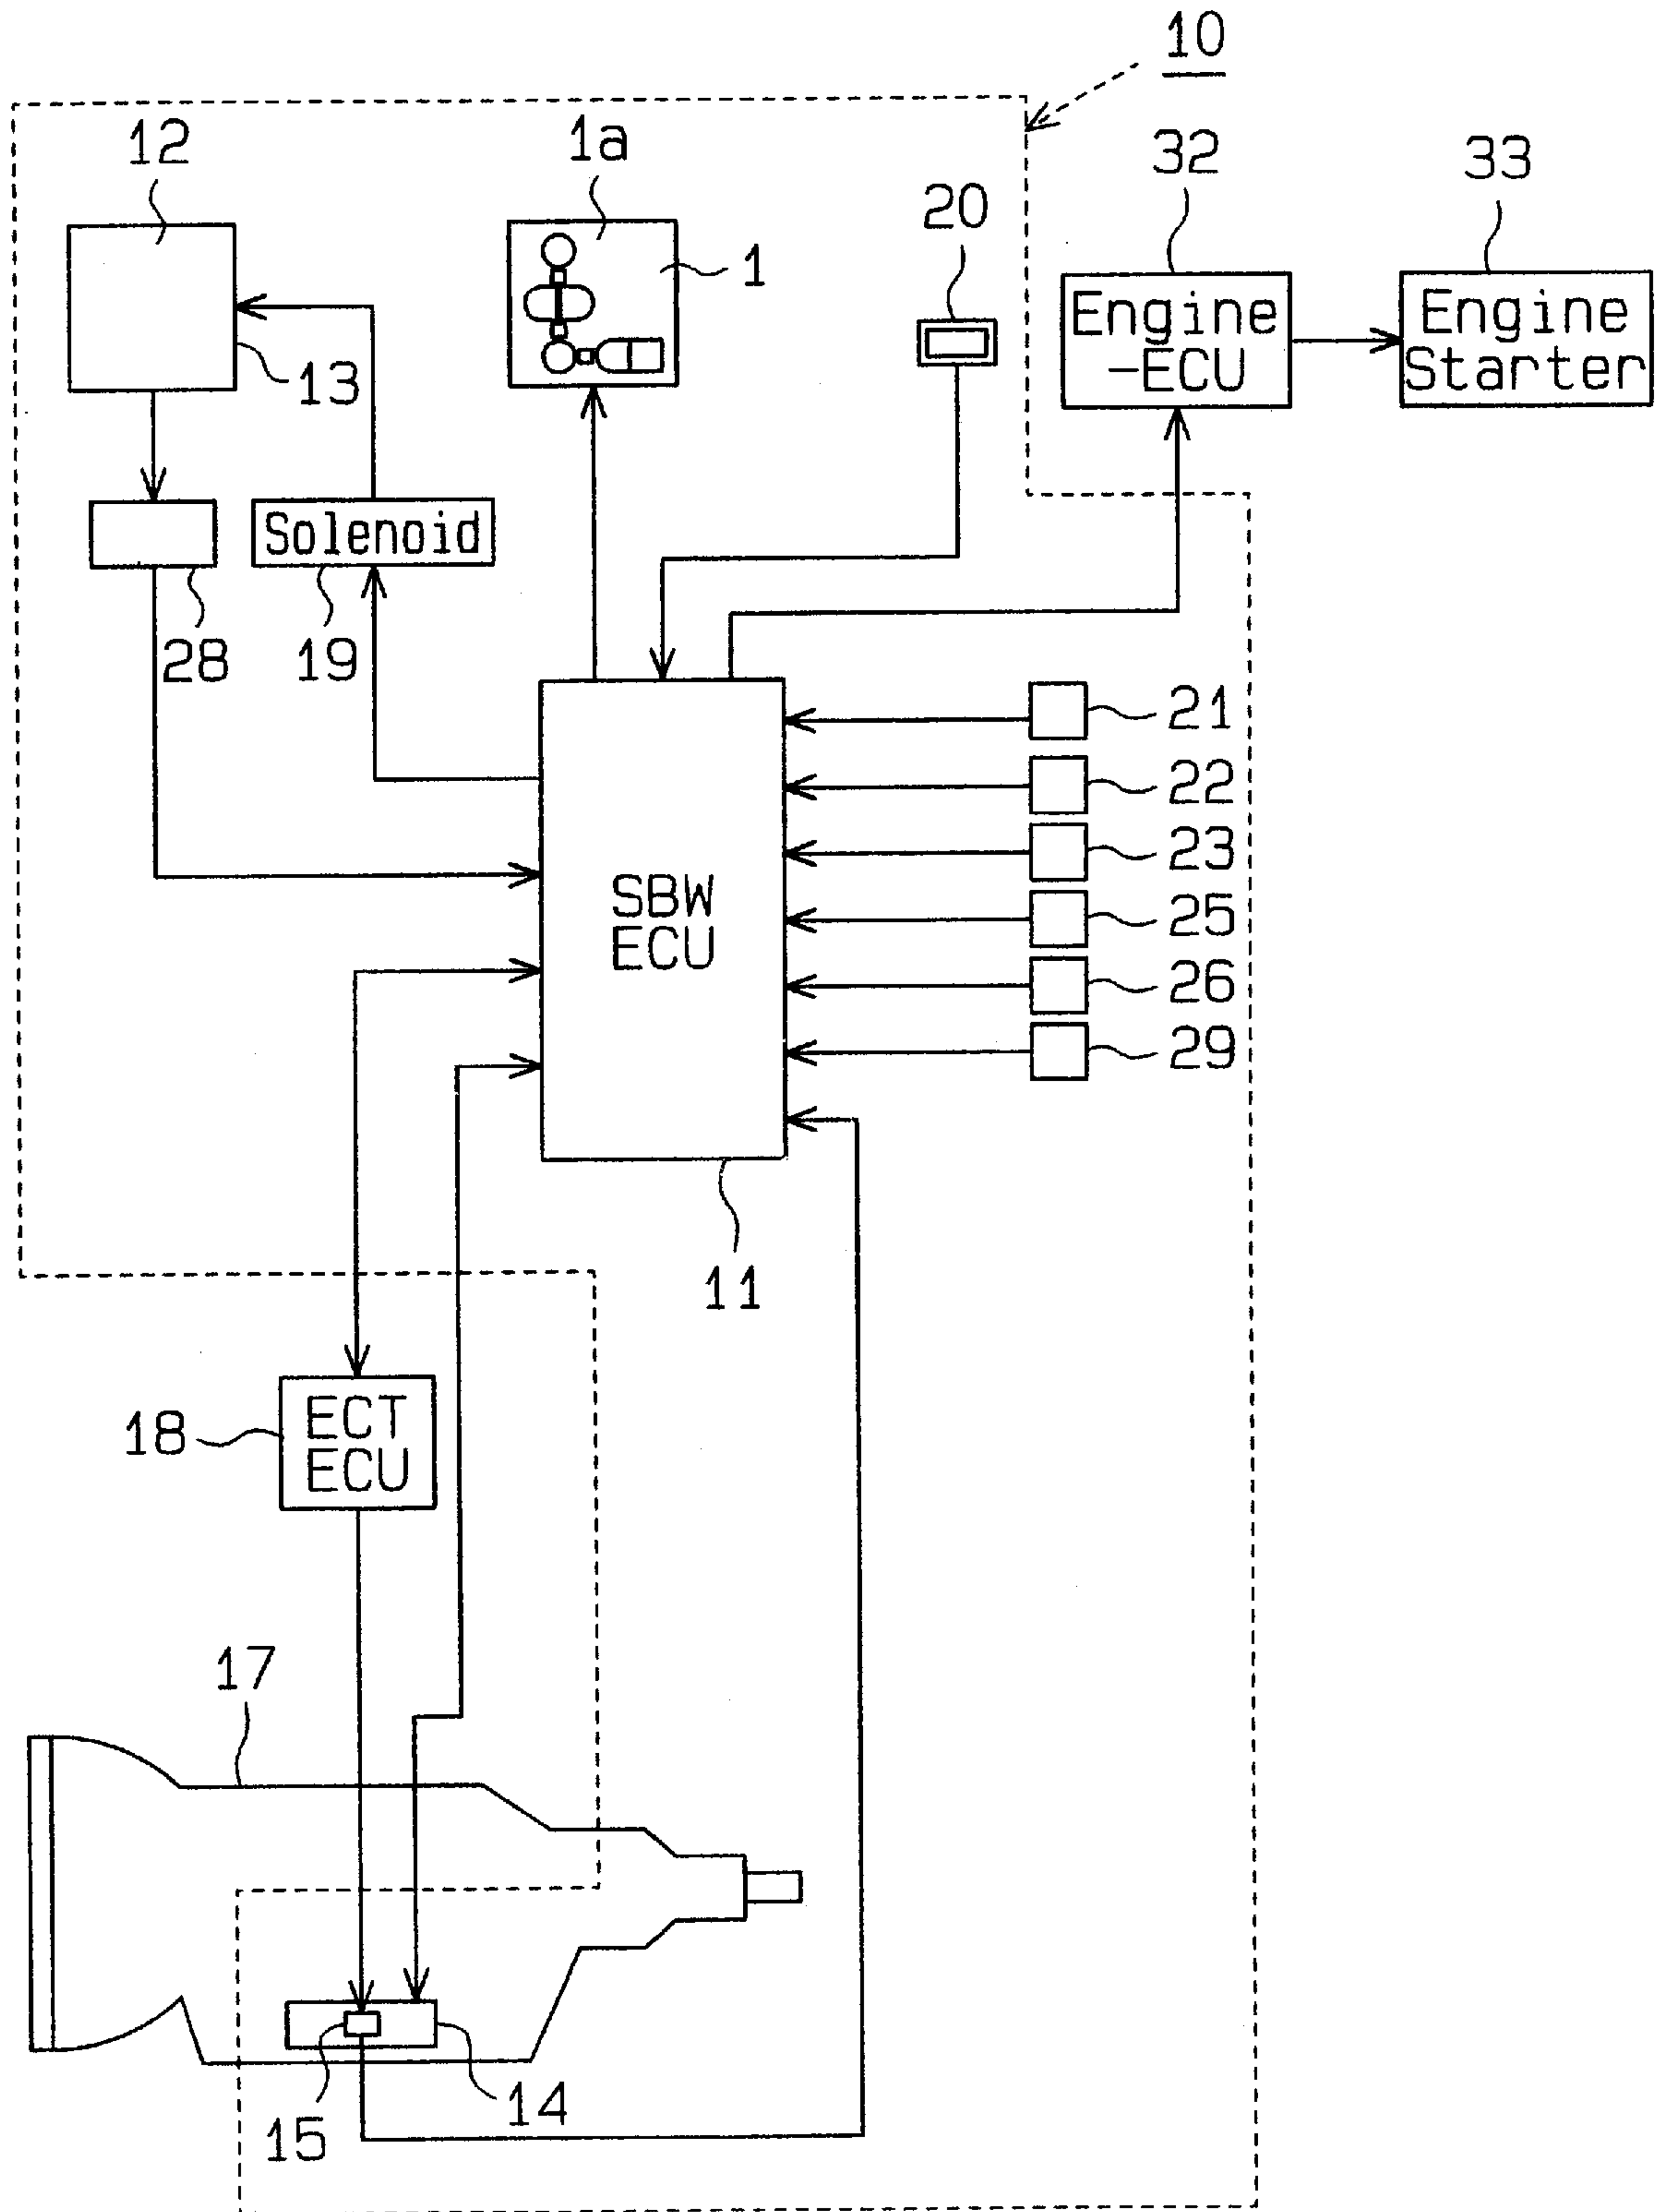 10
12
1a
32
33
20
1
13
Engine
-ECU
Engine
Starter
Solenoid
28
19
21
22
23
25
26
29
SBW
ECU
11
18
ECT
ECU
17
15
14